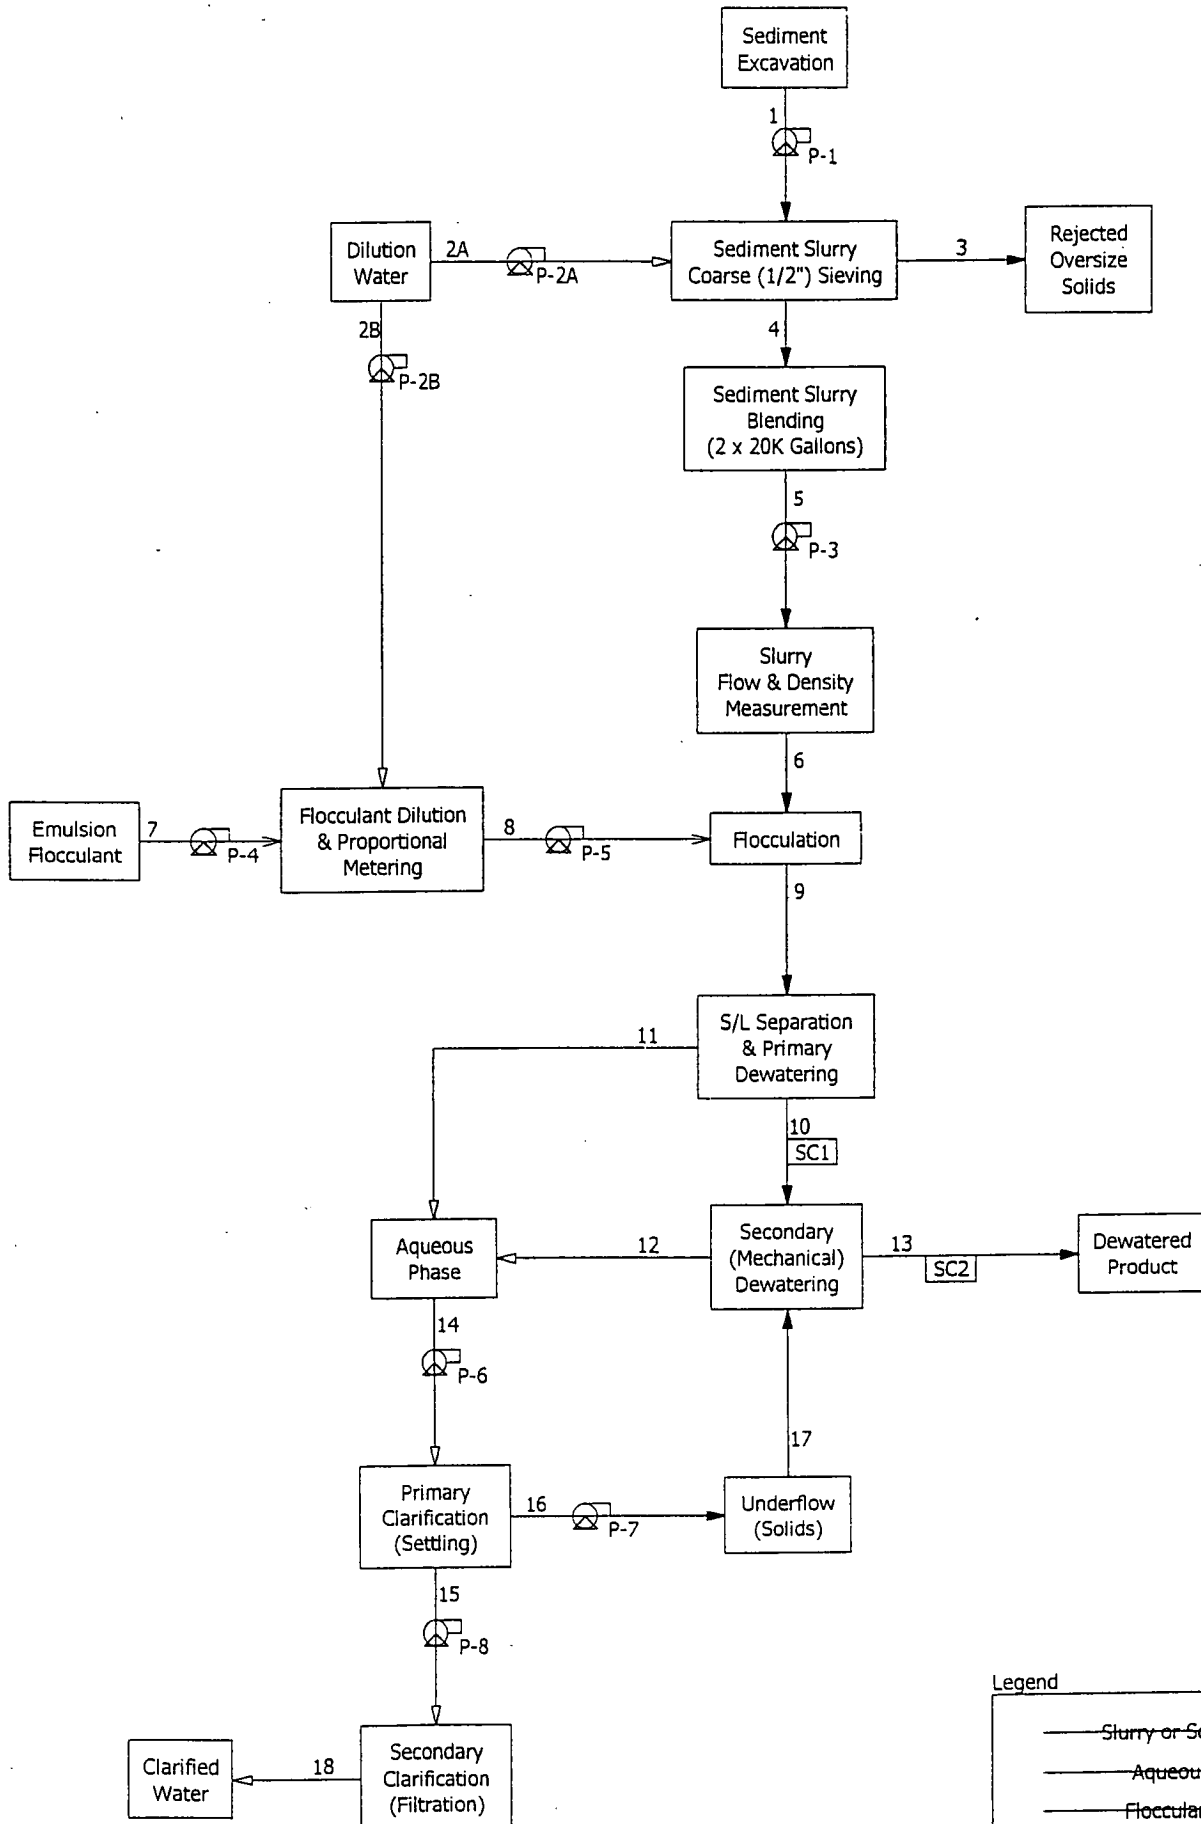 Sediment
Excavation
1
P-1
Dilution
Water
2A
P-2A
Sediment Slurry
Coarse (1/2") Sieving
3
Rejected
Oversize
Solids
2B
P-2B
4
Sediment Slurry
Blending
(2 x 20K Gallons)
5
P-3
Slurry
Flow & Density
Measurement
6
Emulsion
Flocculant
7
P-4
Flocculant Dilution
& Proportional
Metering
8
P-5
Flocculation
9
S/L Separation
& Primary
Dewatering
11
10
SC1
Aqueous
Phase
12
Secondary
(Mechanical)
Dewatering
13
SC2
Dewatered
Product
14
P-6
17
Primary
Clarification
(Settling)
16
P-7
Underflow
(Solids)
15
P-8
Clarified
Water
18
Secondary
Clarification
(Filtration)
Legend
Slurry or